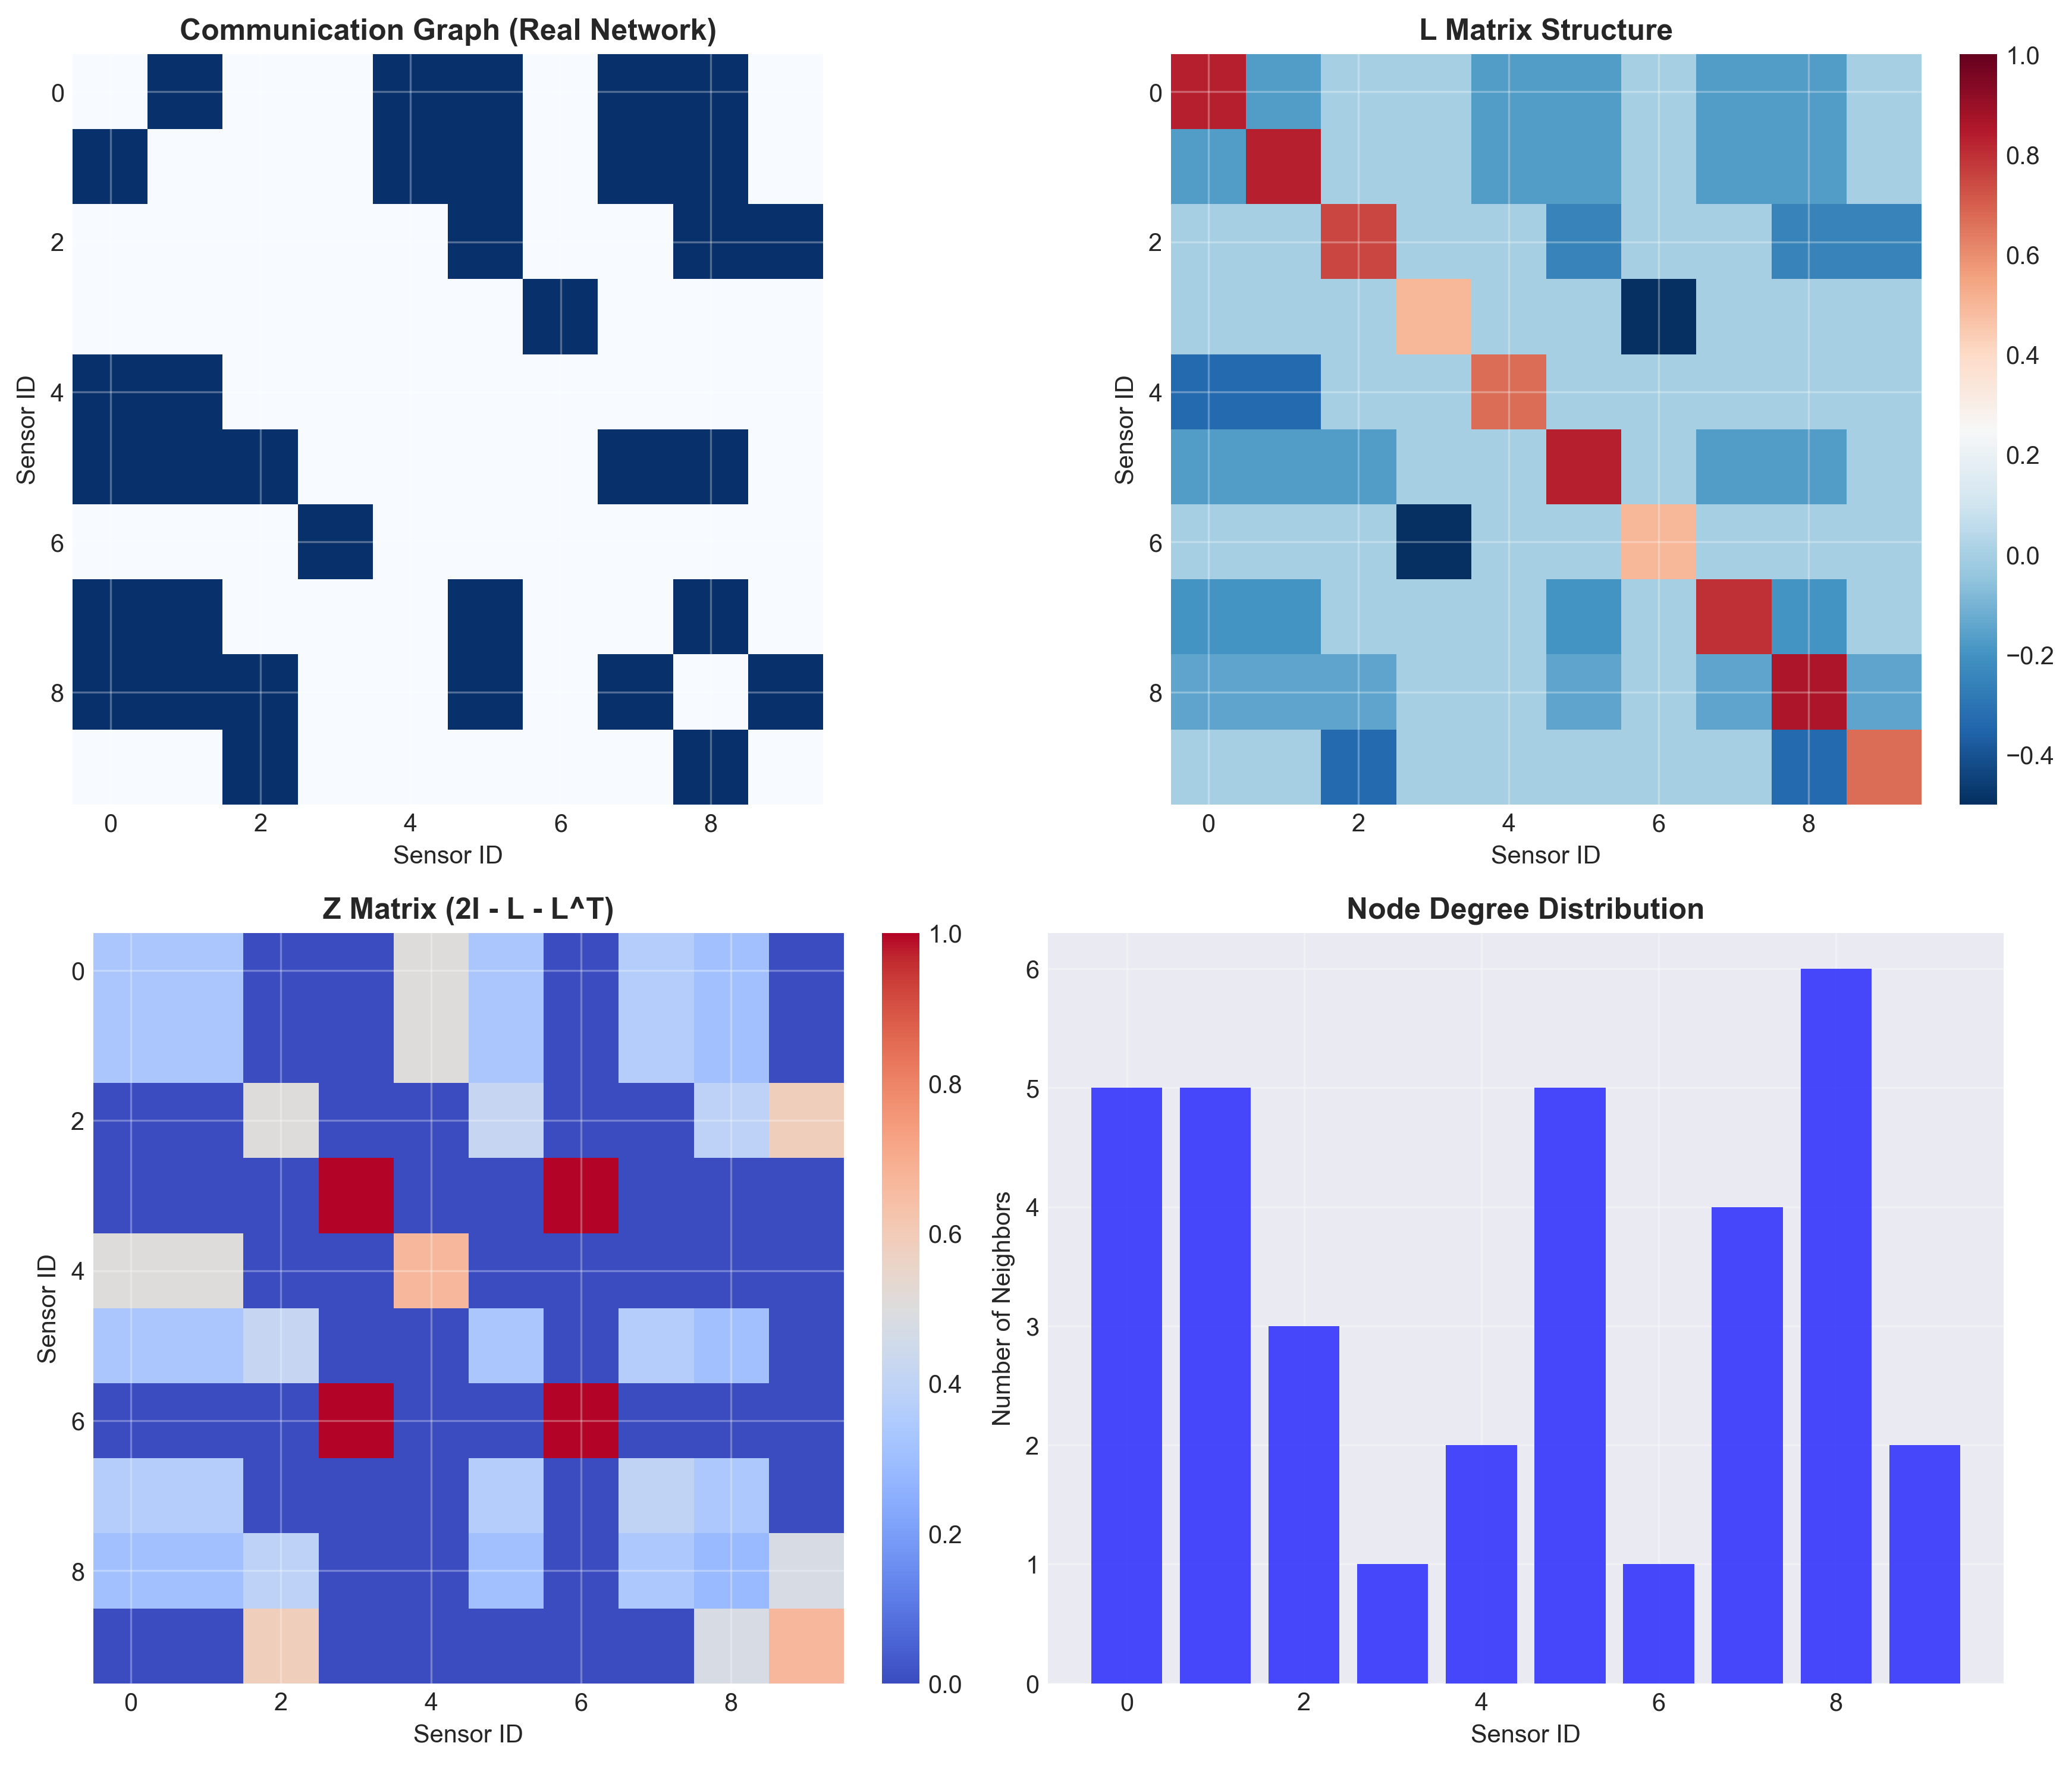 Communication Graph (Real Network)
0
2
4
6
8
Sensor ID
0 2 4 6 8
Sensor ID
L Matrix Structure
0
2
4
6
8
Sensor ID
0 2 4 6 8
Sensor ID
1.0
0.8
0.6
0.4
0.2
0.0
−0.2
−0.4
Z Matrix (2I - L - L^T)
0
2
4
6
8
Sensor ID
0 2 4 6 8
Sensor ID
1.0
0.8
0.6
0.4
0.2
0.0
Node Degree Distribution
6
5
4
3
2
1
0
Number of Neighbors
0 2 4 6 8
Sensor ID